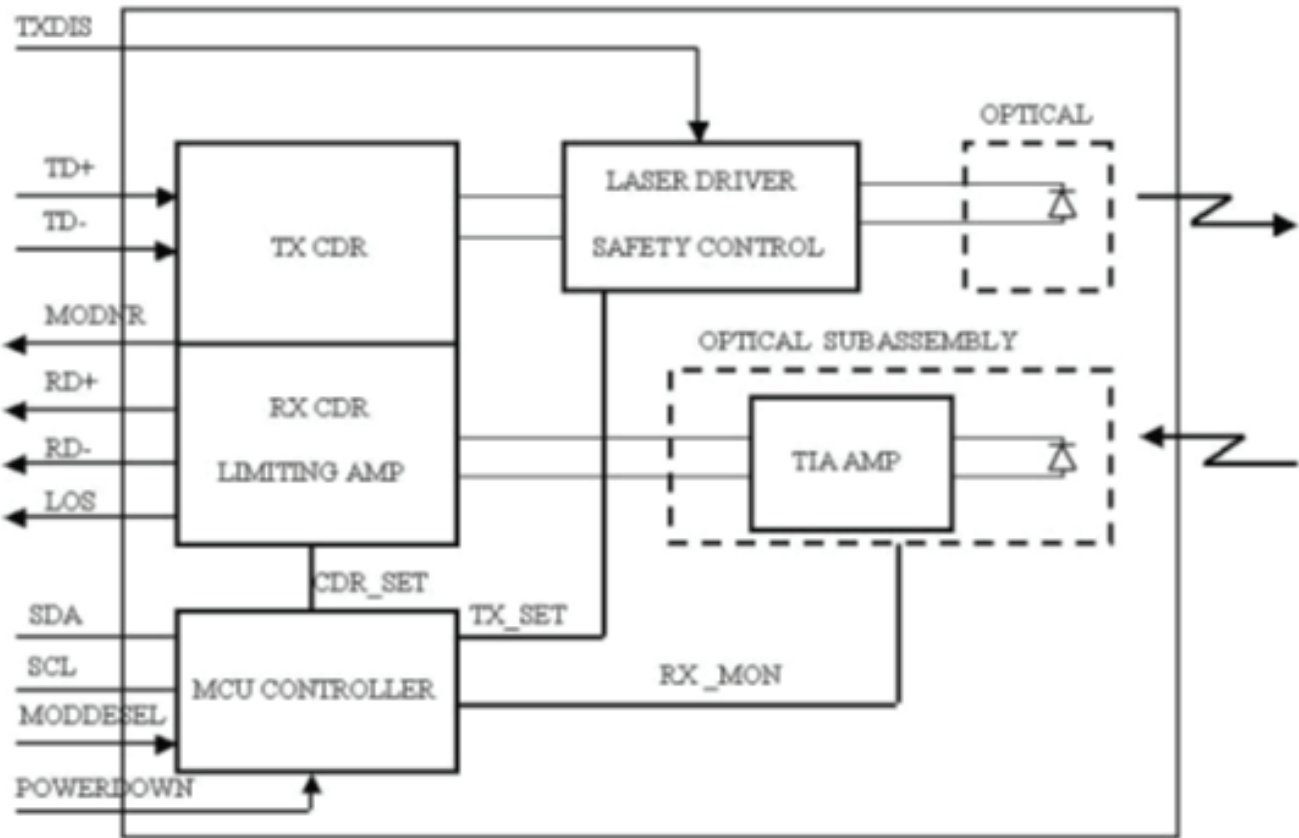 TXDIS
OPTICAL
TD+
LASER DRIVER
TD-
TX CDR
SAFETY CONTROL
MODNR
OPTICAL SUBASSEMBLY
RD+
RX CDR
RD-
LIMITING AMP
TIA AMP
LOS
CDR_SET
SDA
TX_SET
SCL
MCU CONTROLLER
RX_MON
MODDESEL
POWERDOWN